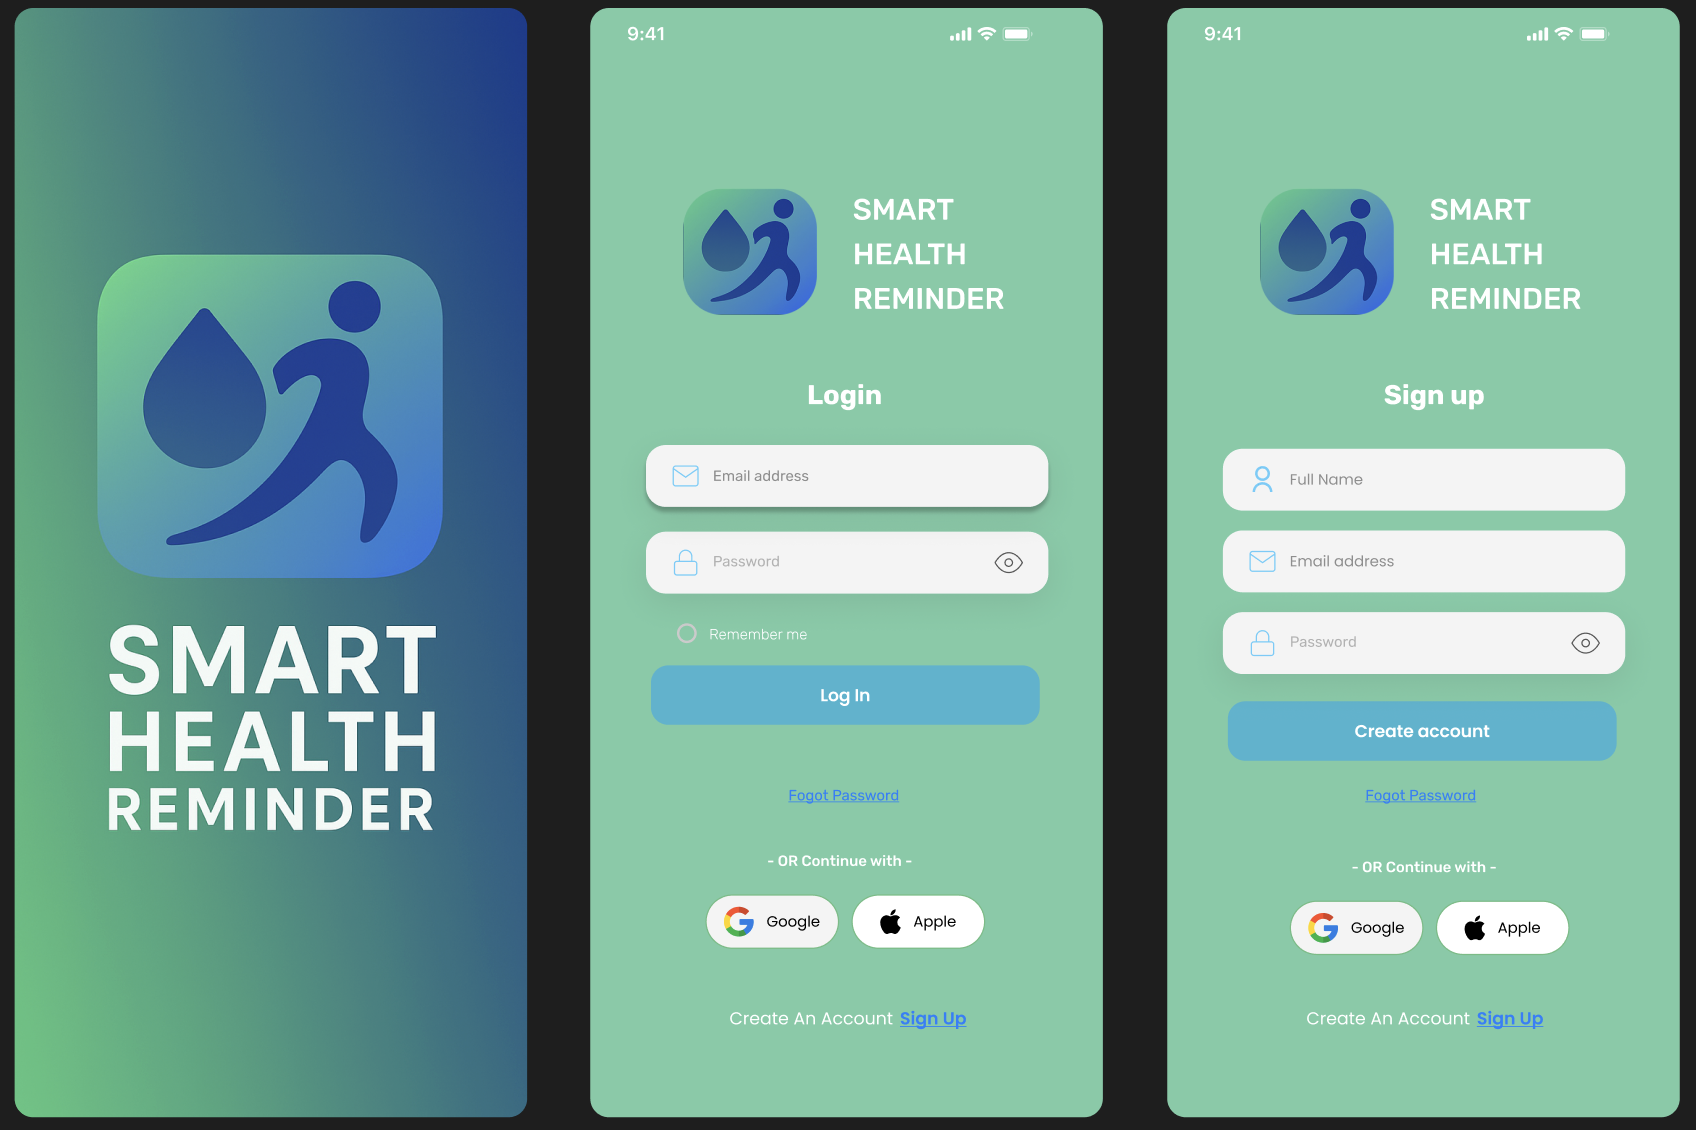 SMART
HEALTH
REMINDER
9:41
SMART
HEALTH
REMINDER
Login
Email address
Password
Remember me
Log In
Fogot Password
- OR Continue with -
Google
Apple
Create An Account Sign Up
9:41
SMART
HEALTH
REMINDER
Sign up
Full Name
Email address
Password
Create account
Fogot Password
- OR Continue with -
Google
Apple
Create An Account Sign Up